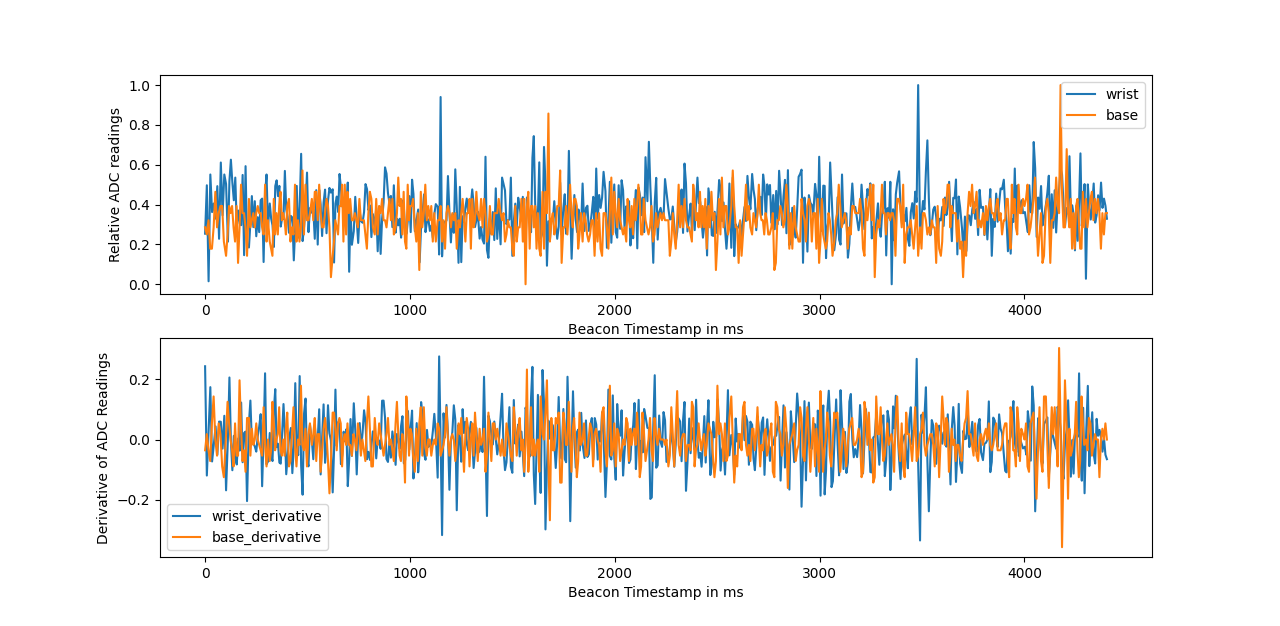 1.0
0.8
0.6
0.4
0.2
0.0
Relative ADC readings
wrist
base
0 1000 2000 3000 4000
Beacon Timestamp in ms
0.2
0.0
−0.2
Derivative of ADC Readings
wrist_derivative
base_derivative
0 1000 2000 3000 4000
Beacon Timestamp in ms